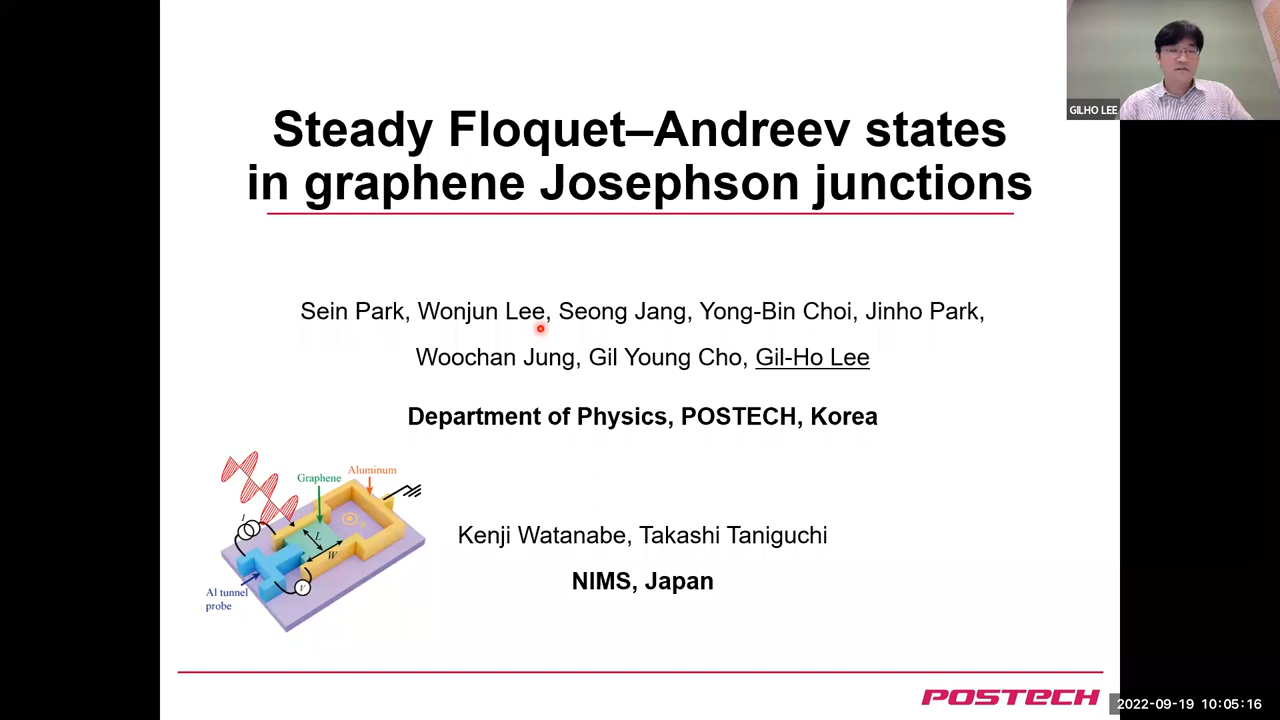 GILHO LEE
Steady Floquet–Andreev states
in graphene Josephson junctions
Sein Park, Wonjun Lee, Seong Jang, Yong-Bin Choi, Jinho Park,
Woochan Jung, Gil Young Cho, Gil-Ho Lee
Department of Physics, POSTECH, Korea
Graphene
Aluminum
I
B
L
W
V
Al tunnel
probe
Kenji Watanabe, Takashi Taniguchi
NIMS, Japan
POSTECH
2022-09-19 10:05:16